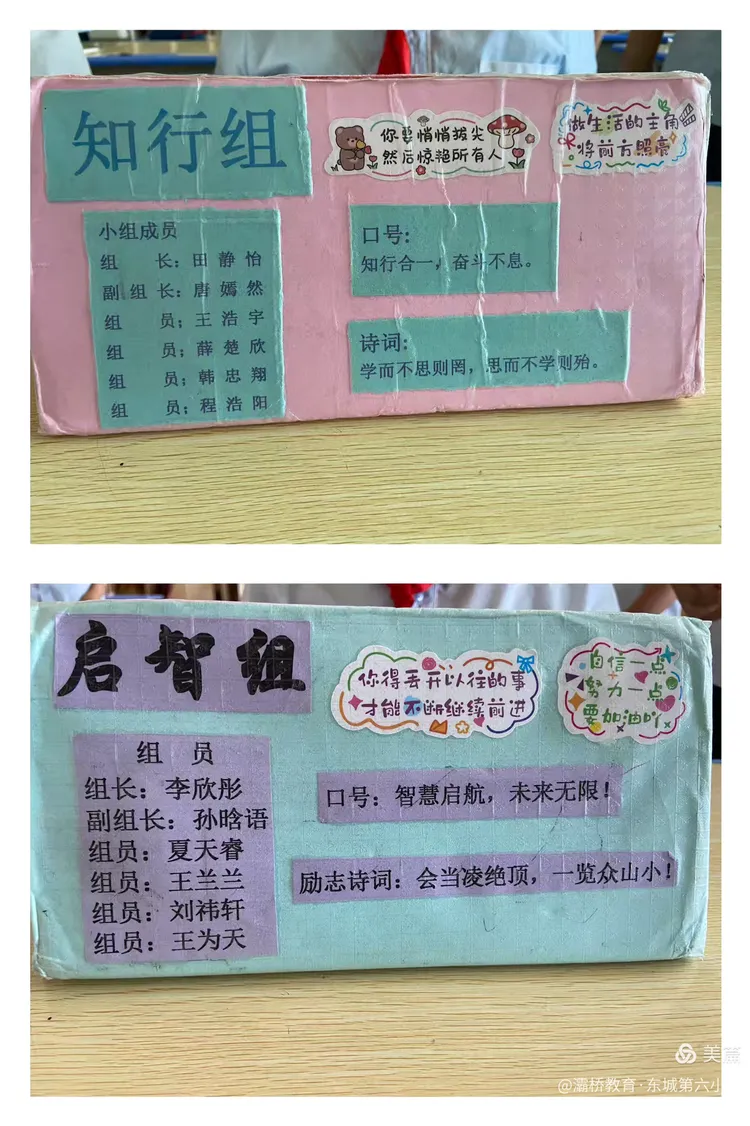 知行组
你要悄悄拔尖
然后惊艳所有人
做生活的主角
将前方照亮
小组成员
组 长：田 静 怡
副 组 长：唐 嫣 然
组 员；王 浩 宇
组 员；薛 楚 欣
组 员；韩 忠 翔
组 员；程 浩 阳
口号:
知行合一，奋斗不息。
诗词:
学而不思则罔，思而不学则殆。
启智组
你得丢开以往的事
才能不断继续前进
自信一点
努力一点
要加油吖
组 员
组长：李欣彤
副组长：孙晗语
组员：夏天睿
组员：王兰兰
组员：刘祎轩
组员：王为天
口号：智慧启航，未来无限！
励志诗词：会当凌绝顶，一览众山小！
美篇
@灞桥教育·东城第六小